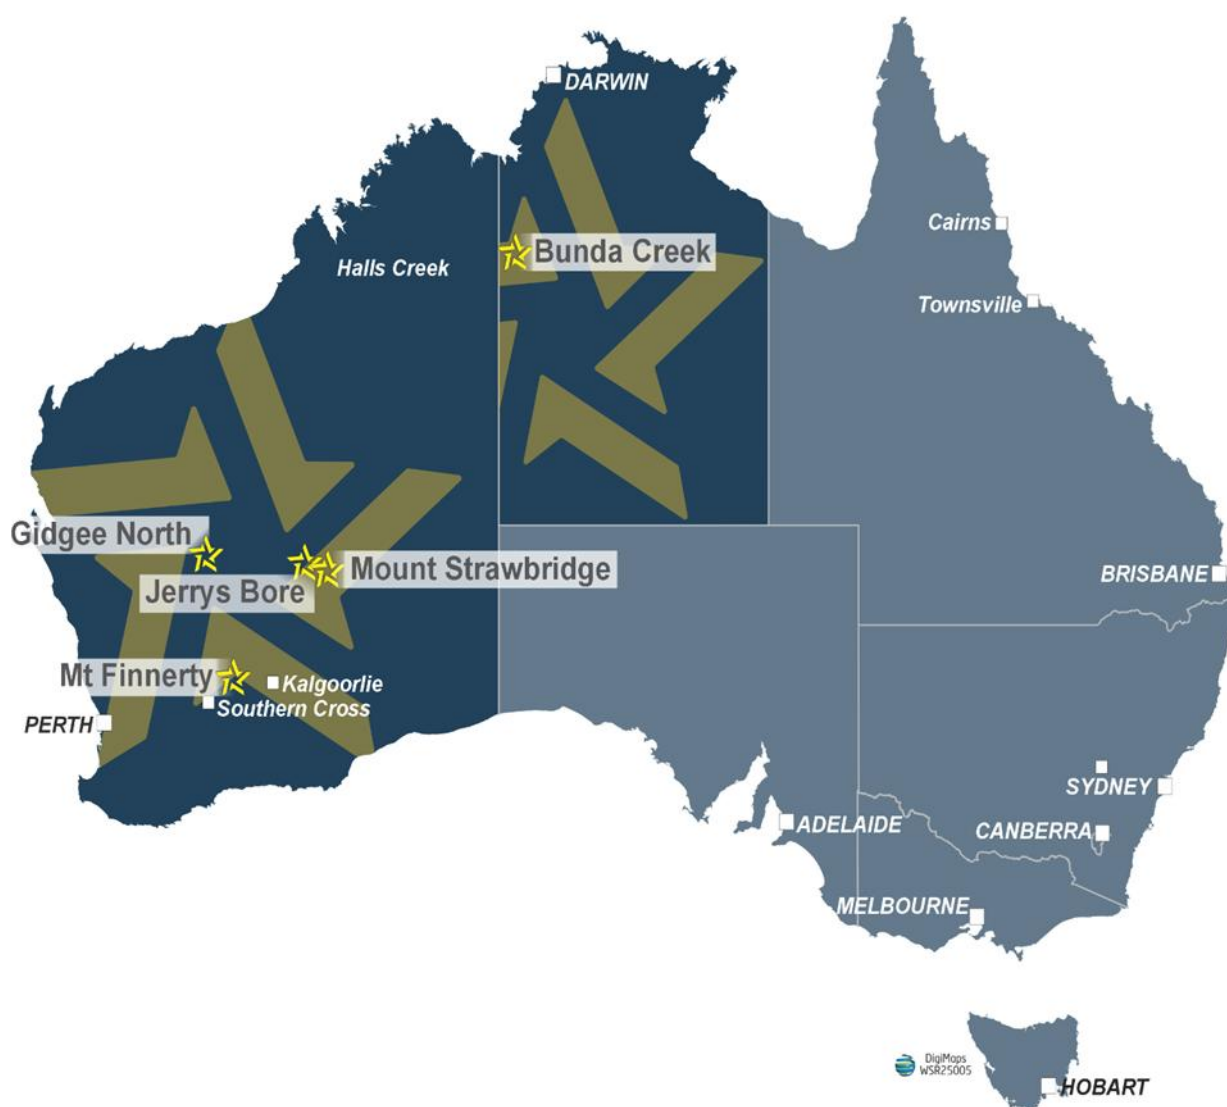 DARWIN
Cairns
Bunda Creek
Halls Creek
Townsville
Gidgee North
Mount Strawbridge
BRISBANE
Jerrys Bore
Mt Finnerty
Kalgoorlie
Southern Cross
PERTH
SYDNEY
ADELAIDE
CANBERRA
MELBOURNE
DigiMaps
WSR25005
HOBART